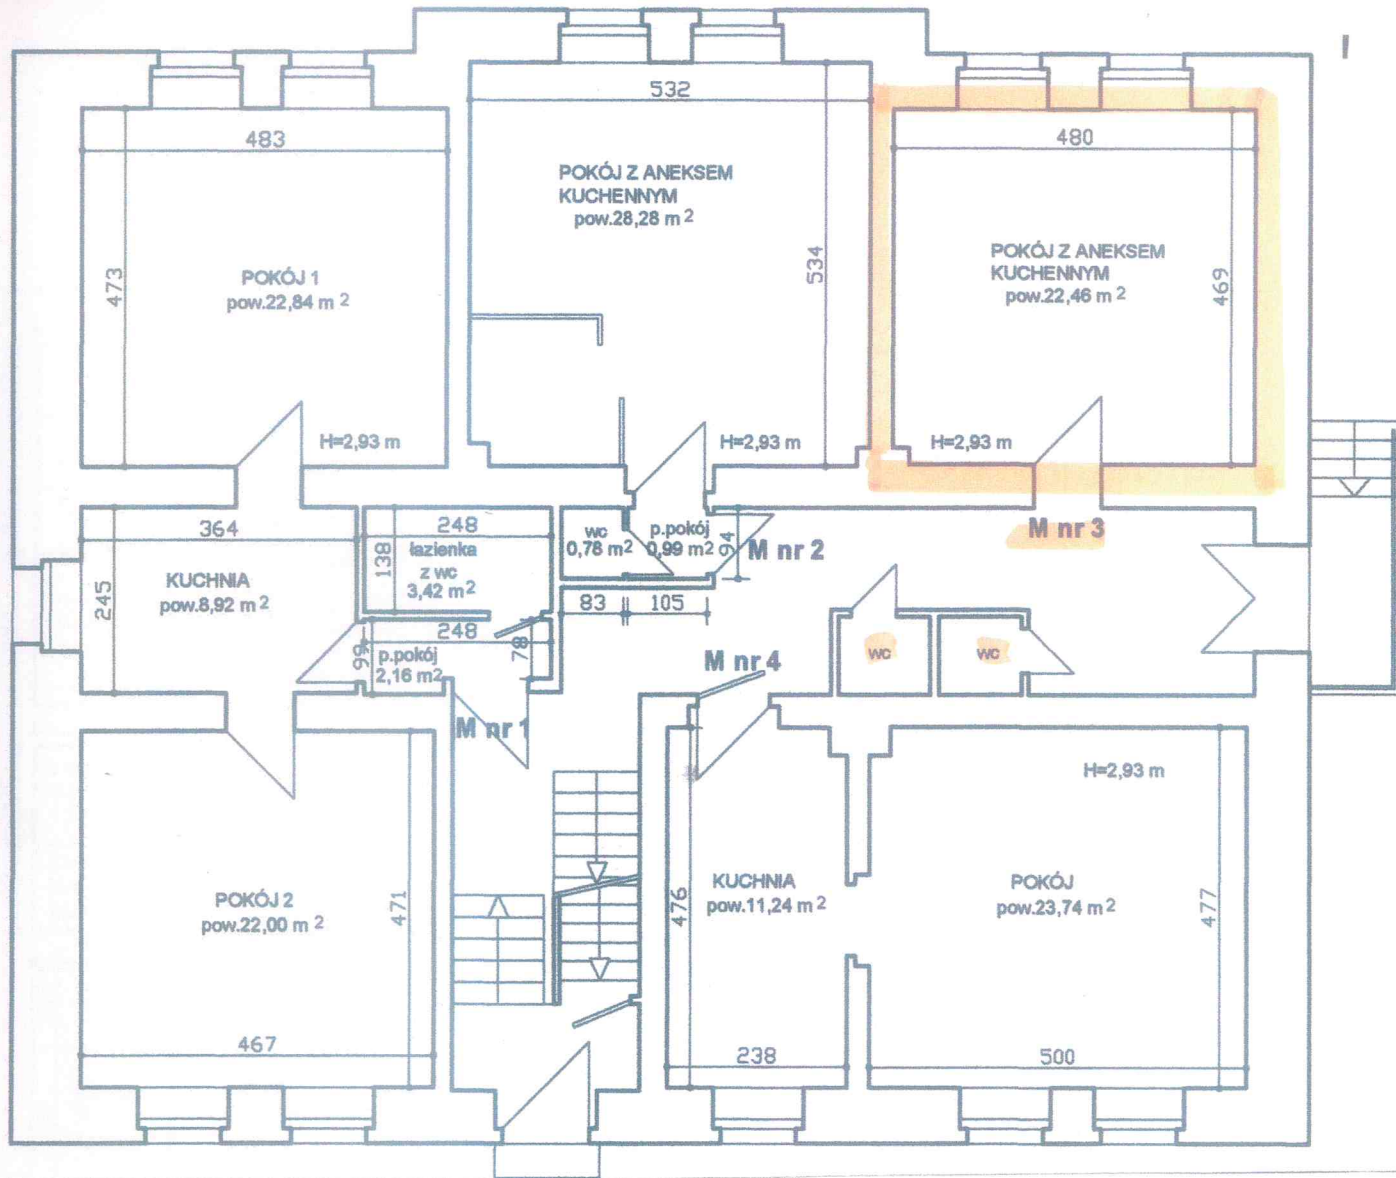 532
483
480
POKÓJ Z ANEKSEM
KUCHENNYM
pow.28,28 m 2
534
POKÓJ Z ANEKSEM
KUCHENNYM
pow.22,46 m 2
469
473
POKÓJ 1
pow.22,84 m 2
H=2,93 m
H=2,93 m
H=2,93 m
364
248
138
łazienka
z wc
3,42 m2
wc
0,78 m2
p.pokój
0,99 m2
94
M nr 2
M nr 3
245
KUCHNIA
pow.8,92 m 2
83
105
248
99
p.pokój
2,16 m2
78
M nr 4
wc
wc
M nr 1
H=2,93 m
POKÓJ 2
pow.22,00 m 2
471
476
KUCHNIA
pow.11,24 m 2
POKÓJ
pow.23,74 m 2
477
467
238
500